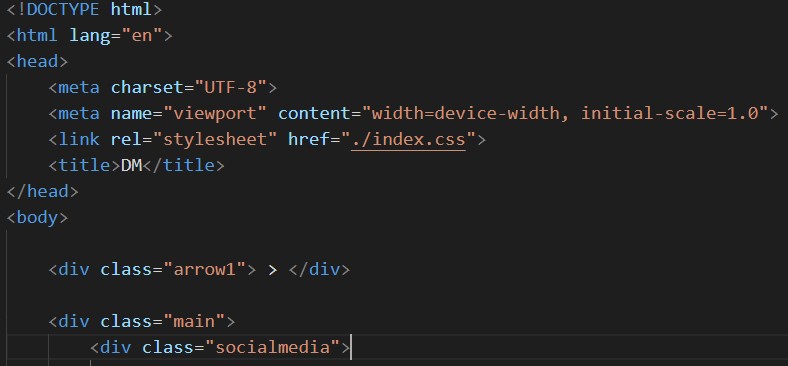 <!DOCTYPE html>
<html lang="en">
<head>
    <meta charset="UTF-8">
    <meta name="viewport" content="width=device-width, initial-scale=1.0">
    <link rel="stylesheet" href="./index.css">
    <title>DM</title>
</head>
<body>
    <div class="arrow1"> > </div>
    <div class="main">
        <div class="socialmedia">